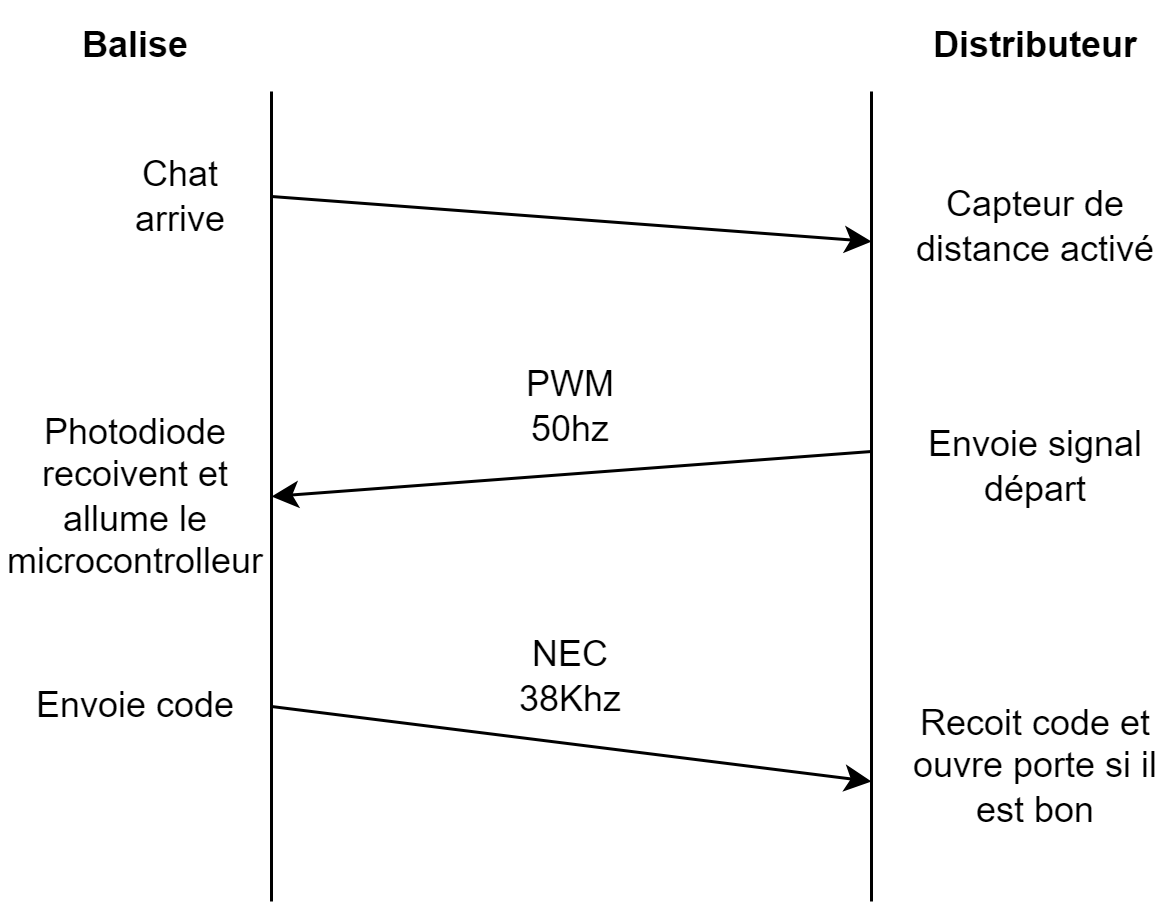 Balise
Distributeur
Chat
arrive
Capteur de
distance activé
PWM
50hz
Photodiode
recoivent et
allume le
microcontrolleur
Envoie signal
départ
NEC
38Khz
Envoie code
Recoit code et
ouvre porte si il
est bon